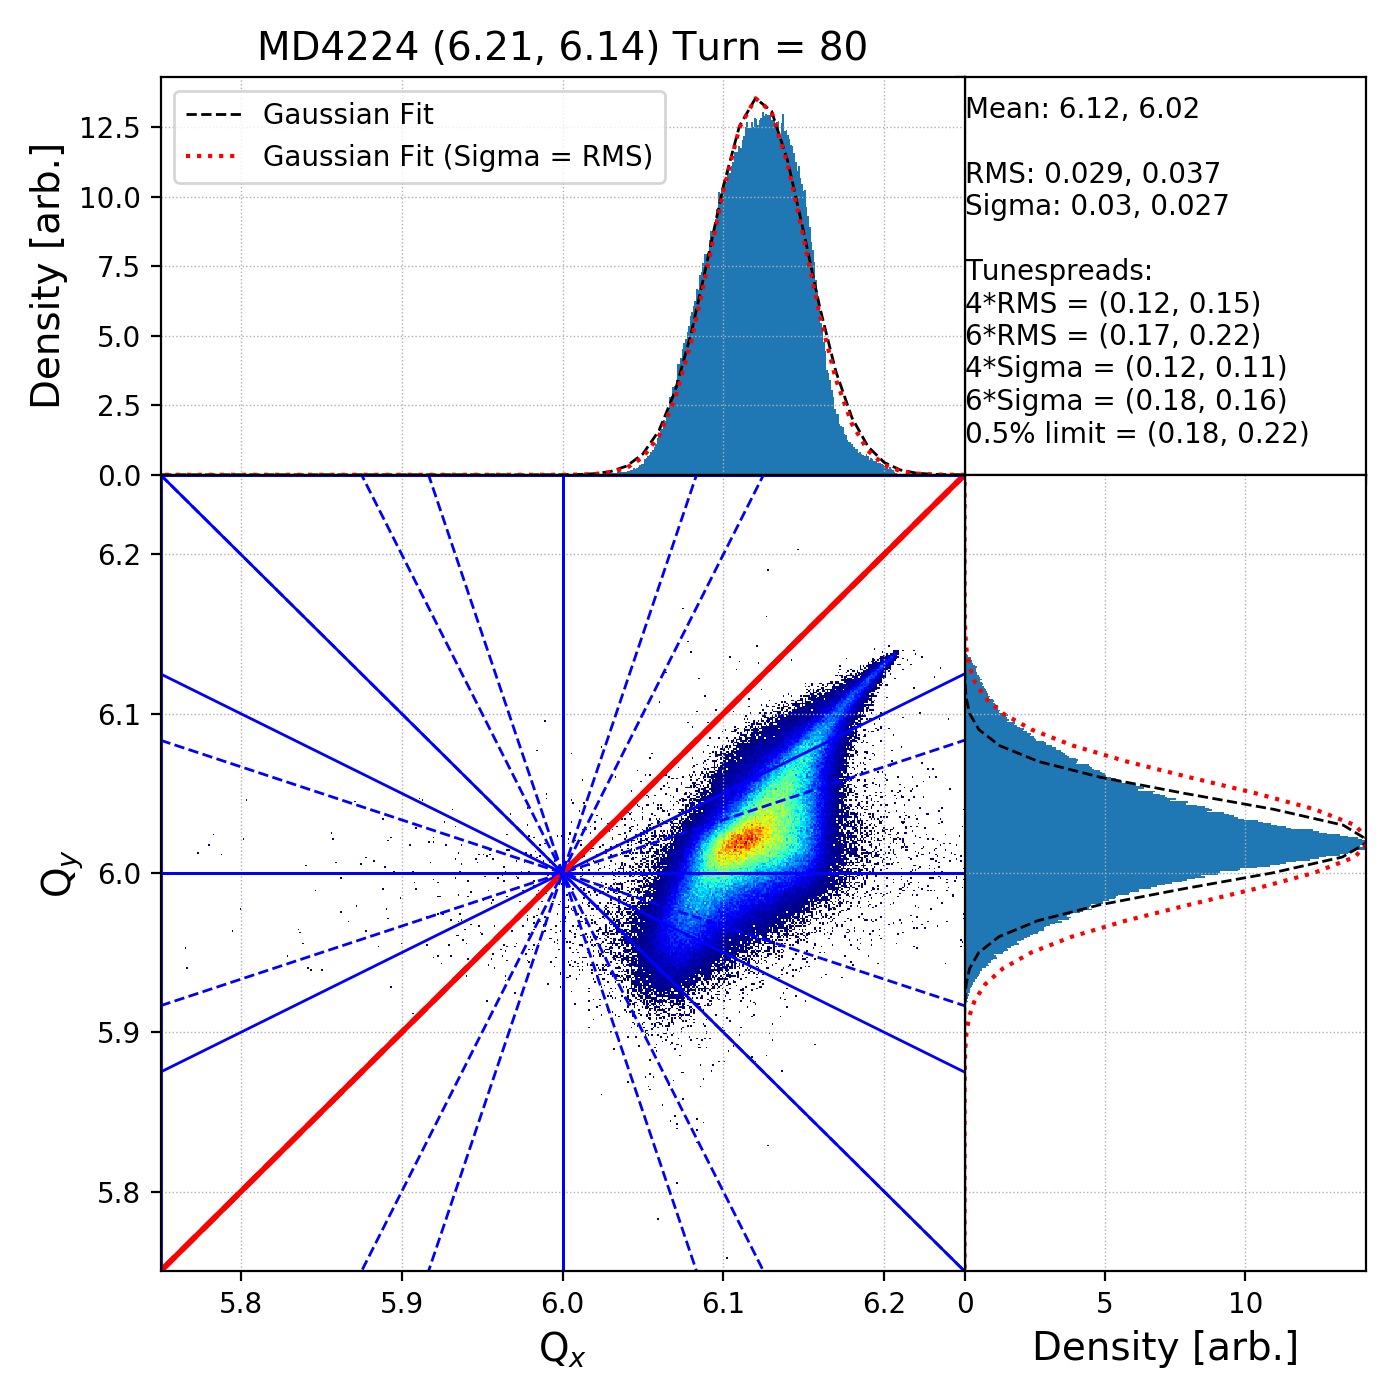 MD4224 (6.21, 6.14) Turn = 80
Gaussian Fit
Gaussian Fit (Sigma = RMS)
Density [arb.]
12.5
10.0
7.5
5.0
2.5
0.0
Mean: 6.12, 6.02
RMS: 0.029, 0.037
Sigma: 0.03, 0.027
Tunespreads:
4*RMS = (0.12, 0.15)
6*RMS = (0.17, 0.22)
4*Sigma = (0.12, 0.11)
6*Sigma = (0.18, 0.16)
0.5% limit = (0.18, 0.22)
Qy
6.2
6.1
6.0
5.9
5.8
5.8 5.9 6.0 6.1 6.2
Qx
0 5 10
Density [arb.]